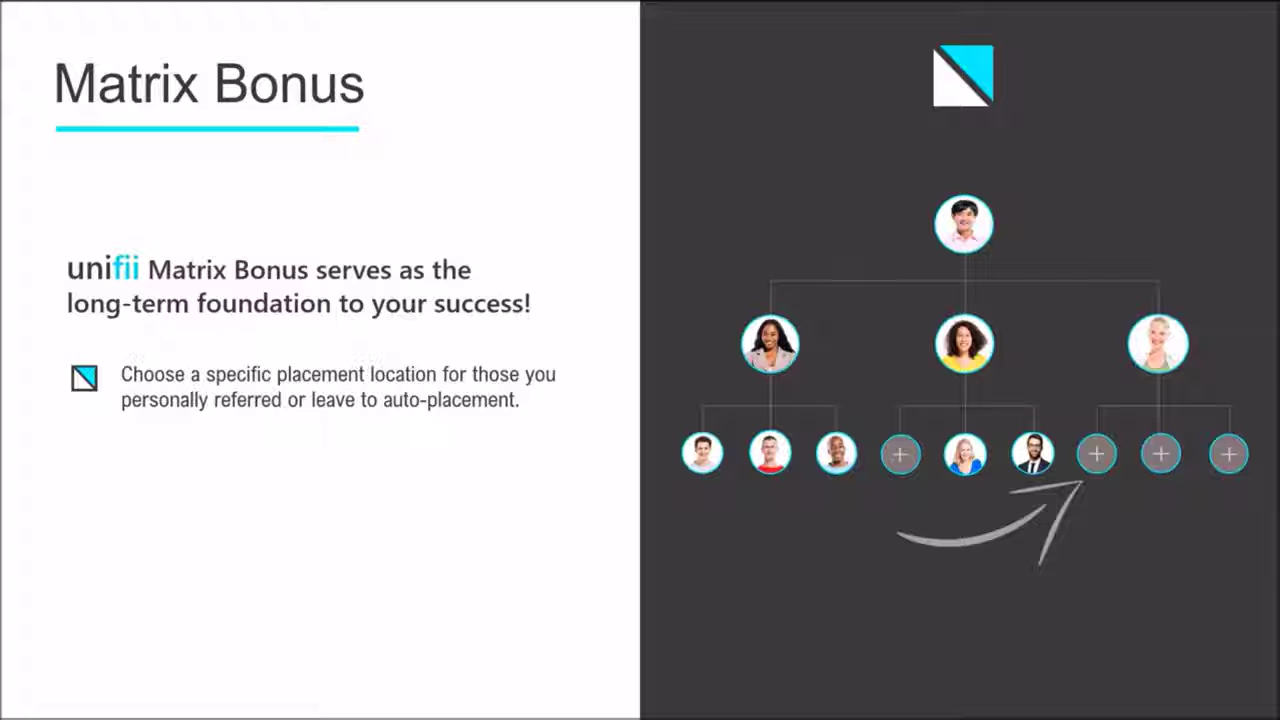 Matrix Bonus
unifii Matrix Bonus serves as the
long-term foundation to your success!
Choose a specific placement location for those you
personally referred or leave to auto-placement.